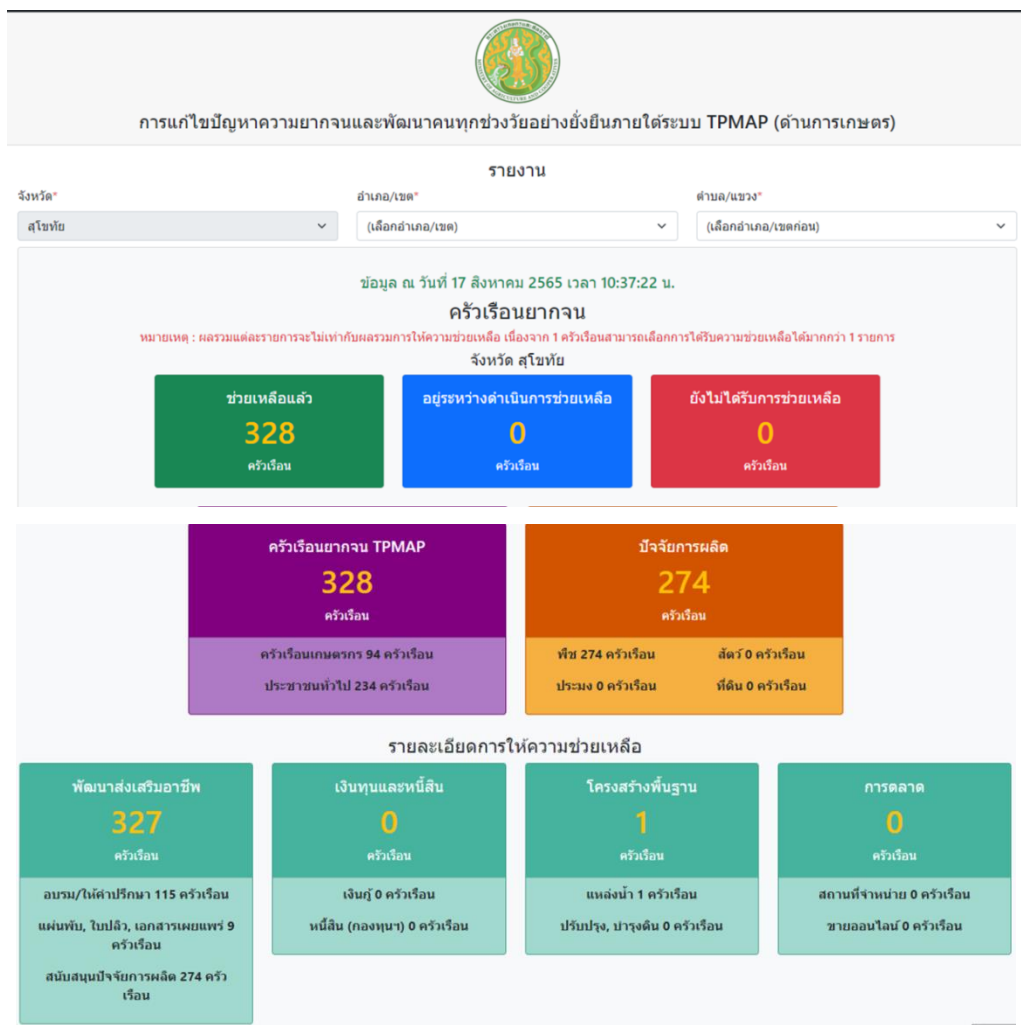 การแก้ไขปัญหาความยากจนและพัฒนาคนทุกช่วงวัยอย่างยั่งยืนภายใต้ระบบ TPMAP (ด้านการเกษตร)
รายงาน
จังหวัด* อำเภอ/เขต* ตำบล/แขวง*
สุโขทัย (เลือกอำเภอ/เขต) (เลือกอำเภอ/เขตก่อน)
ข้อมูล ณ วันที่ 17 สิงหาคม 2565 เวลา 10:37:22 น.
ครัวเรือนยากจน
หมายเหตุ : ผลรวมแต่ละรายการจะไม่เท่ากับผลรวมการให้ความช่วยเหลือ เนื่องจาก 1 ครัวเรือนสามารถเลือกการได้รับความช่วยเหลือได้มากกว่า 1 รายการ
จังหวัด สุโขทัย
ช่วยเหลือแล้ว อยู่ระหว่างดำเนินการช่วยเหลือ ยังไม่ได้รับการช่วยเหลือ
328 0 0
ครัวเรือน ครัวเรือน ครัวเรือน
ครัวเรือนยากจน TPMAP ปัจจัยการผลิต
328 274
ครัวเรือน ครัวเรือน
ครัวเรือนเกษตรกร 94 ครัวเรือน พืช 274 ครัวเรือน สัตว์ 0 ครัวเรือน
ประชาชนทั่วไป 234 ครัวเรือน ประมง 0 ครัวเรือน ที่ดิน 0 ครัวเรือน
รายละเอียดการให้ความช่วยเหลือ
พัฒนาส่งเสริมอาชีพ เงินทุนและหนี้สิน โครงสร้างพื้นฐาน การตลาด
327 0 1 0
ครัวเรือน ครัวเรือน ครัวเรือน ครัวเรือน
อบรม/ให้คำปรึกษา 115 ครัวเรือน เงินกู้ 0 ครัวเรือน แหล่งน้ำ 1 ครัวเรือน สถานที่จำหน่าย 0 ครัวเรือน
แผ่นพับ, ใบปลิว, เอกสารเผยแพร่ 9 หนี้สิน (กองทุนฯ) 0 ครัวเรือน ปรับปรุง, บำรุงดิน 0 ครัวเรือน ขายออนไลน์ 0 ครัวเรือน
ครัวเรือน
สนับสนุนปัจจัยการผลิต 274 ครัว
เรือน